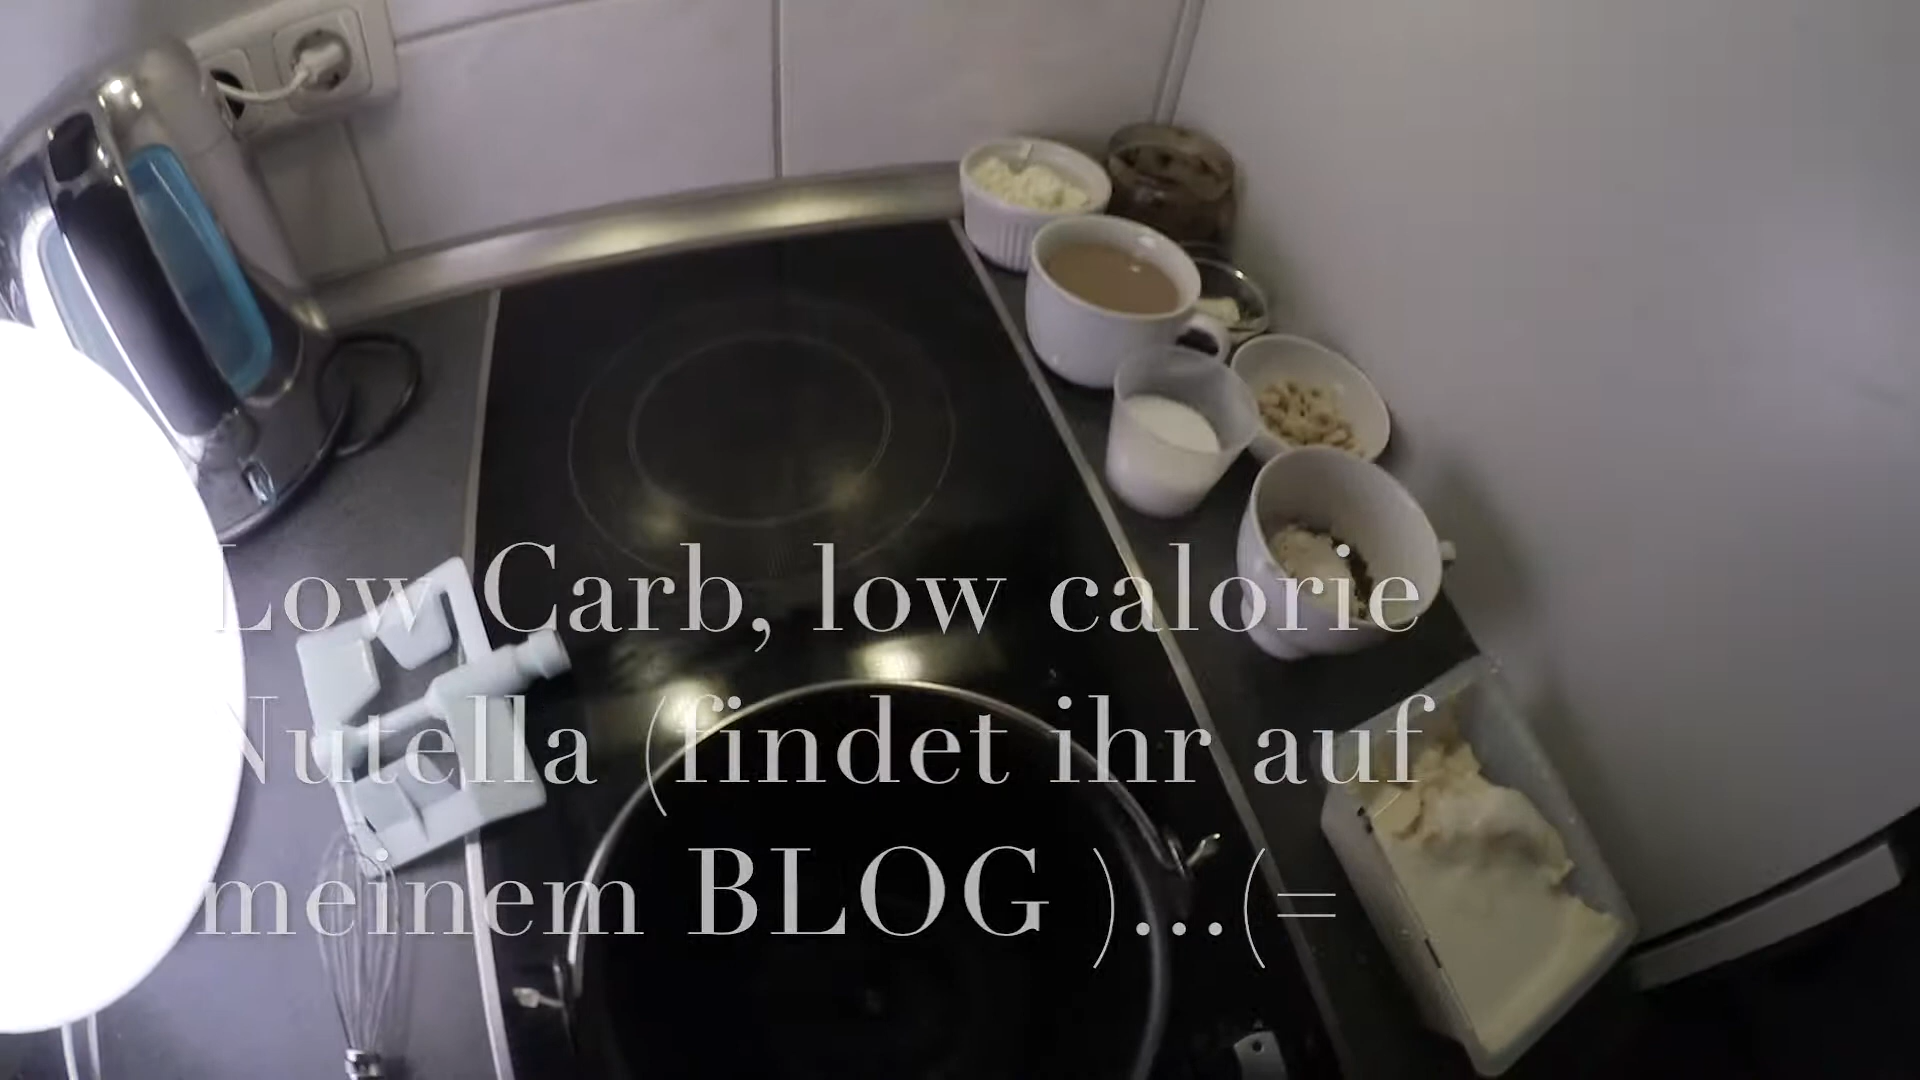 Low Carb, low calorie
Nutella (findet ihr auf
meinem BLOG )...(=